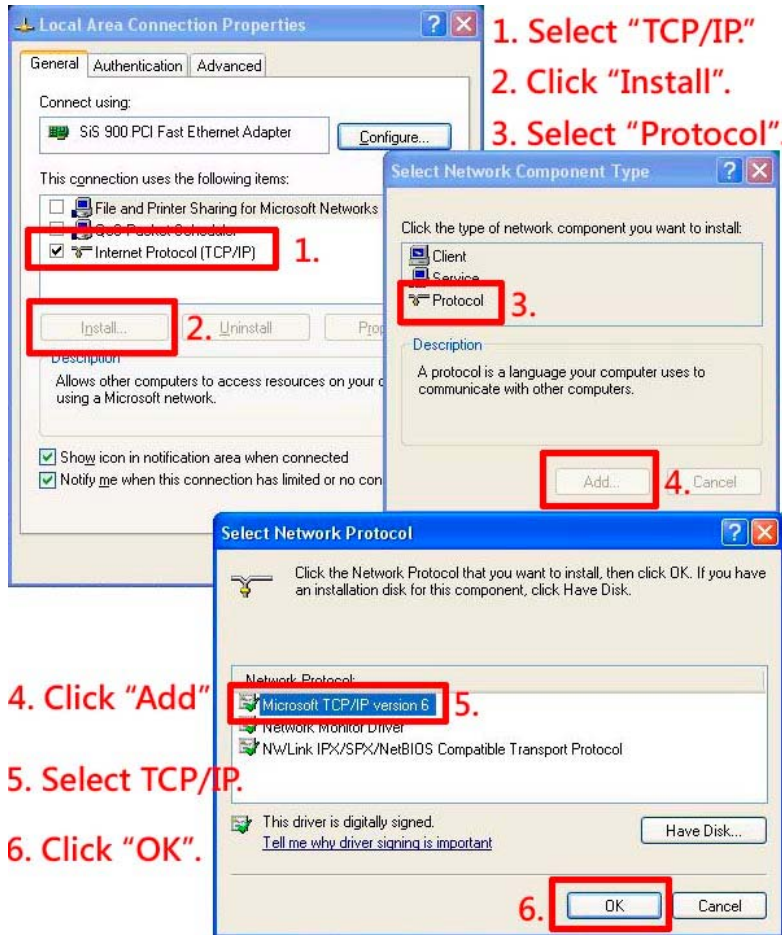 Local Area Connection Properties
1. Select "TCP/IP."
General Authentication Advanced
2. Click "Install".
Connect using:
SiS 900 PCI Fast Ethernet Adapter
Configure...
3. Select "Protocol".
This connection uses the following items:
File and Printer Sharing for Microsoft Networks
QoS Packet Scheduler
Internet Protocol (TCP/IP)
1.
Install...
2.
Uninstall
Description
Allows other computers to access resources on your
using a Microsoft network.
Show icon in notification area when connected
Notify me when this connection has limited or no
Select Network Component Type
Click the type of network component you want to install:
Client
Service
Protocol
3.
Description
A protocol is a language your computer uses to
communicate with other computers.
Add...
4.
Cancel
Select Network Protocol
Click the Network Protocol that you want to install, then click OK. If you have
an installation disk for this component, click Have Disk.
Network Protocol:
Microsoft TCP/IP version 6
5.
Network Monitor Driver
NWLink IPX/SPX/NetBIOS Compatible Transport Protocol
4. Click "Add"
5. Select TCP/IP.
6. Click "OK".
This driver is digitally signed.
Tell me why driver signing is important
Have Disk...
6.
OK
Cancel